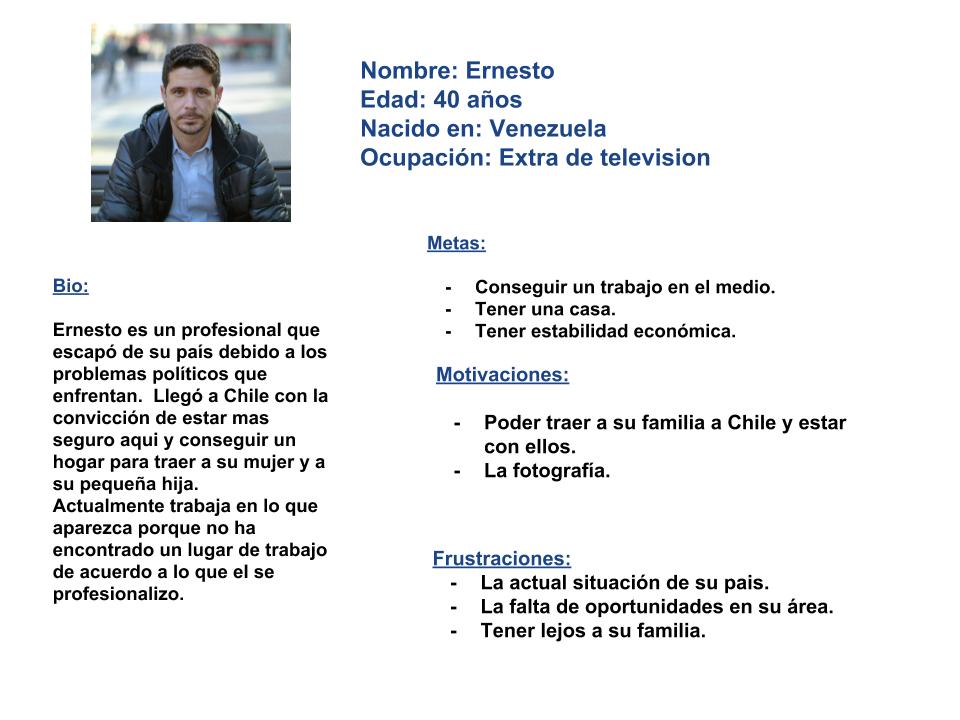 Nombre: Ernesto
Edad: 40 años
Nacido en: Venezuela
Ocupación: Extra de television
Bio:
Ernesto es un profesional que
escapó de su país debido a los
problemas políticos que
enfrentan.  Llegó a Chile con la
convicción de estar mas
seguro aqui y conseguir un
hogar para traer a su mujer y a
su pequeña hija.
Actualmente trabaja en lo que
aparezca porque no ha
encontrado un lugar de trabajo
de acuerdo a lo que el se
profesionalizo.
Metas:
- Conseguir un trabajo en el medio.
- Tener una casa.
- Tener estabilidad económica.
Motivaciones:
- Poder traer a su familia a Chile y estar
con ellos.
- La fotografía.
Frustraciones:
- La actual situación de su pais.
- La falta de oportunidades en su área.
- Tener lejos a su familia.